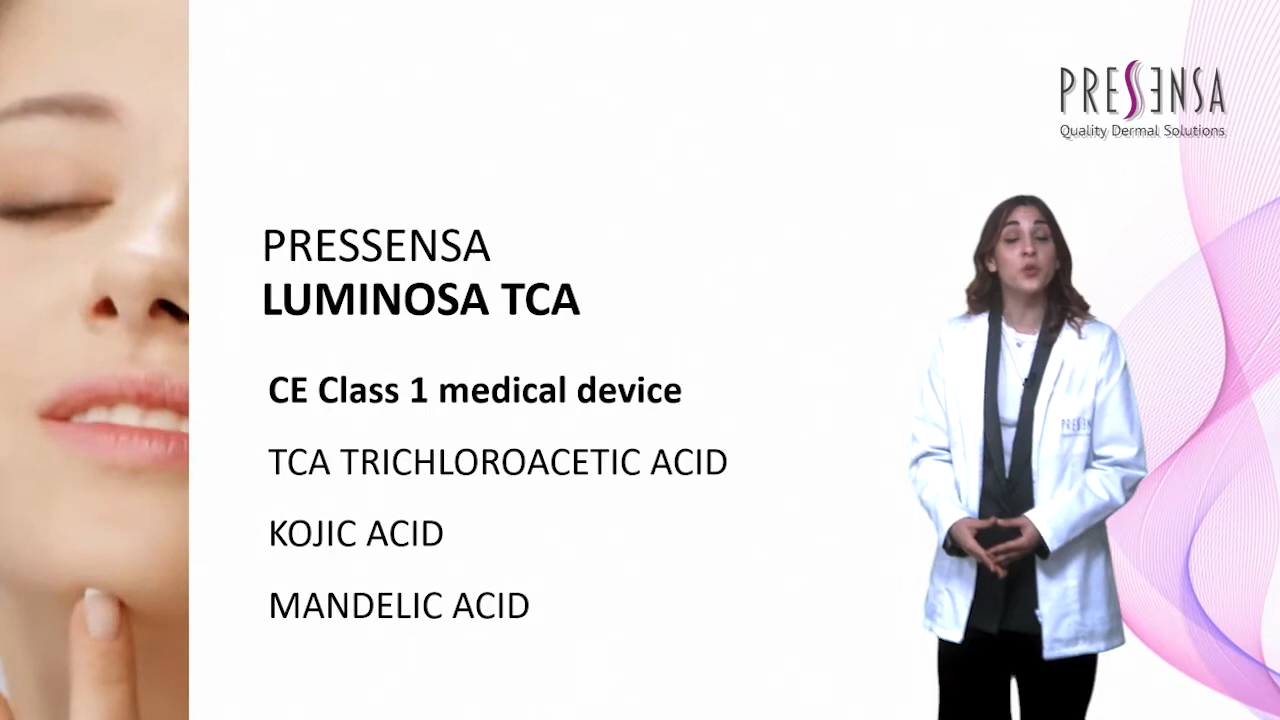 PRESSENSA
Quality Dermal Solutions
PRESSENSA
LUMINOSA TCA
CE Class 1 medical device
TCA TRICHLOROACETIC ACID
KOJIC ACID
MANDELIC ACID